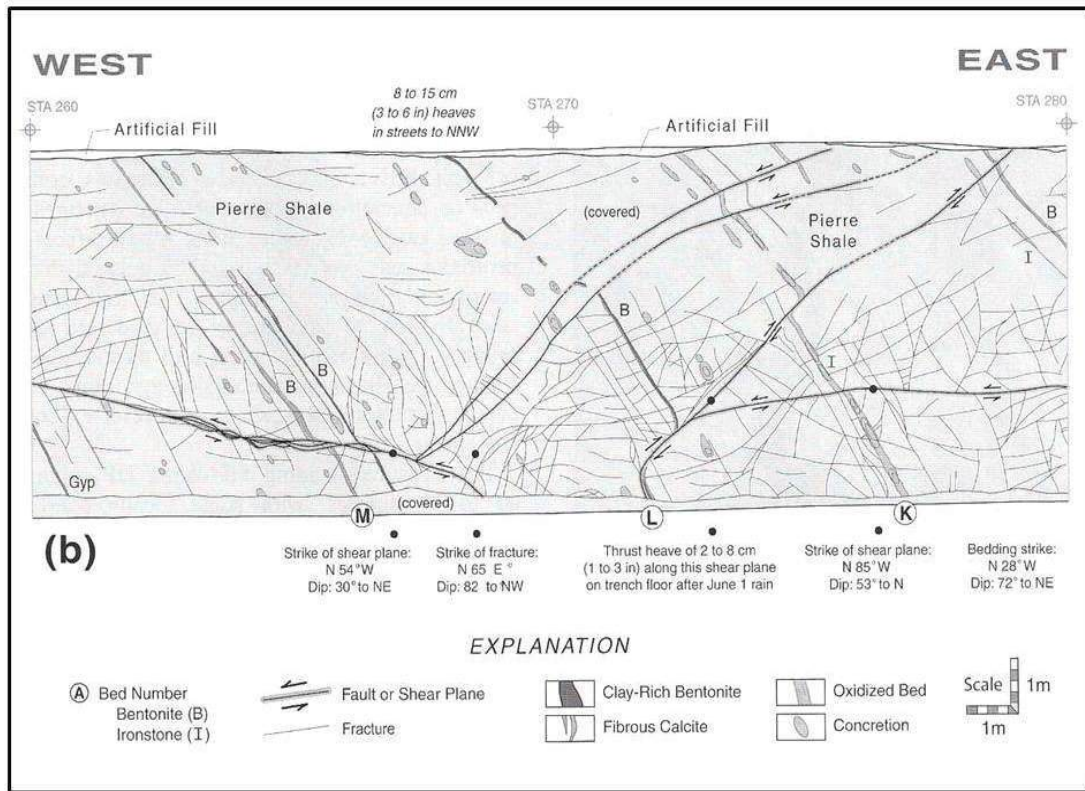 WEST
EAST
STA 260
8 to 15 cm
(3 to 6 in) heaves
in streets to NNW
STA 270
STA 280
Artificial Fill
Artificial Fill
Pierre Shale
(covered)
Pierre
Shale
B
I
B
B
B
I
Gyp
(covered)
M
L
K
(b)
Strike of shear plane:
N 54°W
Dip: 30° to NE
Strike of fracture:
N 65 E °
Dip: 82 to NW
Thrust heave of 2 to 8 cm
(1 to 3 in) along this shear plane
on trench floor after June 1 rain
Strike of shear plane:
N 85°W
Dip: 53° to N
Bedding strike:
N 28°W
Dip: 72° to NE
EXPLANATION
A Bed Number
Bentonite (B)
Ironstone (I)
Fault or Shear Plane
Fracture
Clay-Rich Bentonite
Fibrous Calcite
Oxidized Bed
Concretion
Scale
1m
1m